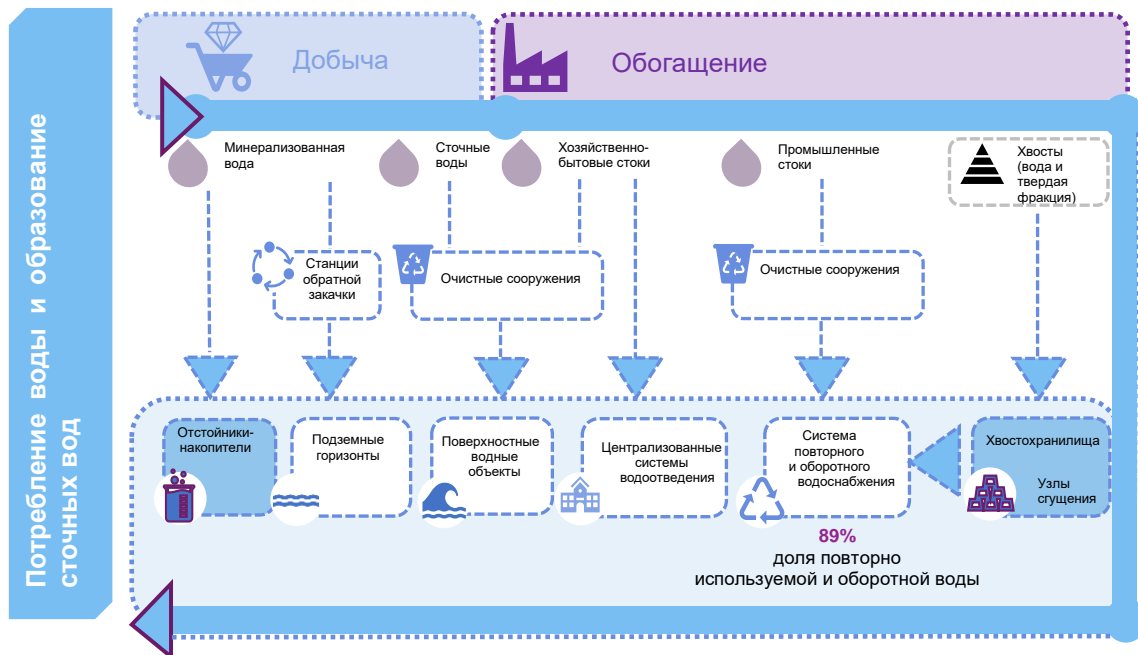 Потребление воды и образование
сточных вод
Добыча
Обогащение
Минерализованная
вода
Сточные
воды
Хозяйственно-
бытовые стоки
Промышленные
стоки
Хвосты
(вода и
твердая
фракция)
Станции
обратной
закачки
Очистные сооружения
Очистные сооружения
Отстойники-
накопители
Подземные
горизонты
Поверхностные
водные
объекты
Централизованные
системы
водоотведения
Система
повторного
и оборотного
водоснабжения
Хвостохранилища
Узлы
сгущения
89%
доля повторно
используемой и оборотной воды